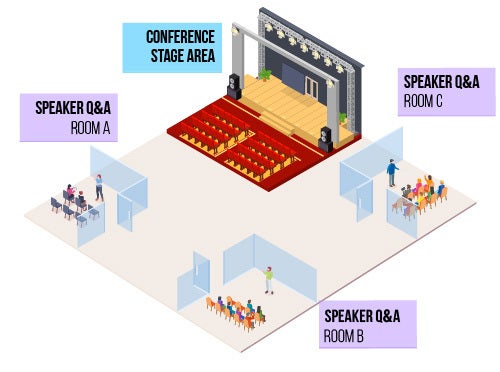 CONFERENCE
STAGE AREA
SPEAKER Q&A
ROOM A
SPEAKER Q&A
ROOM C
SPEAKER Q&A
ROOM B